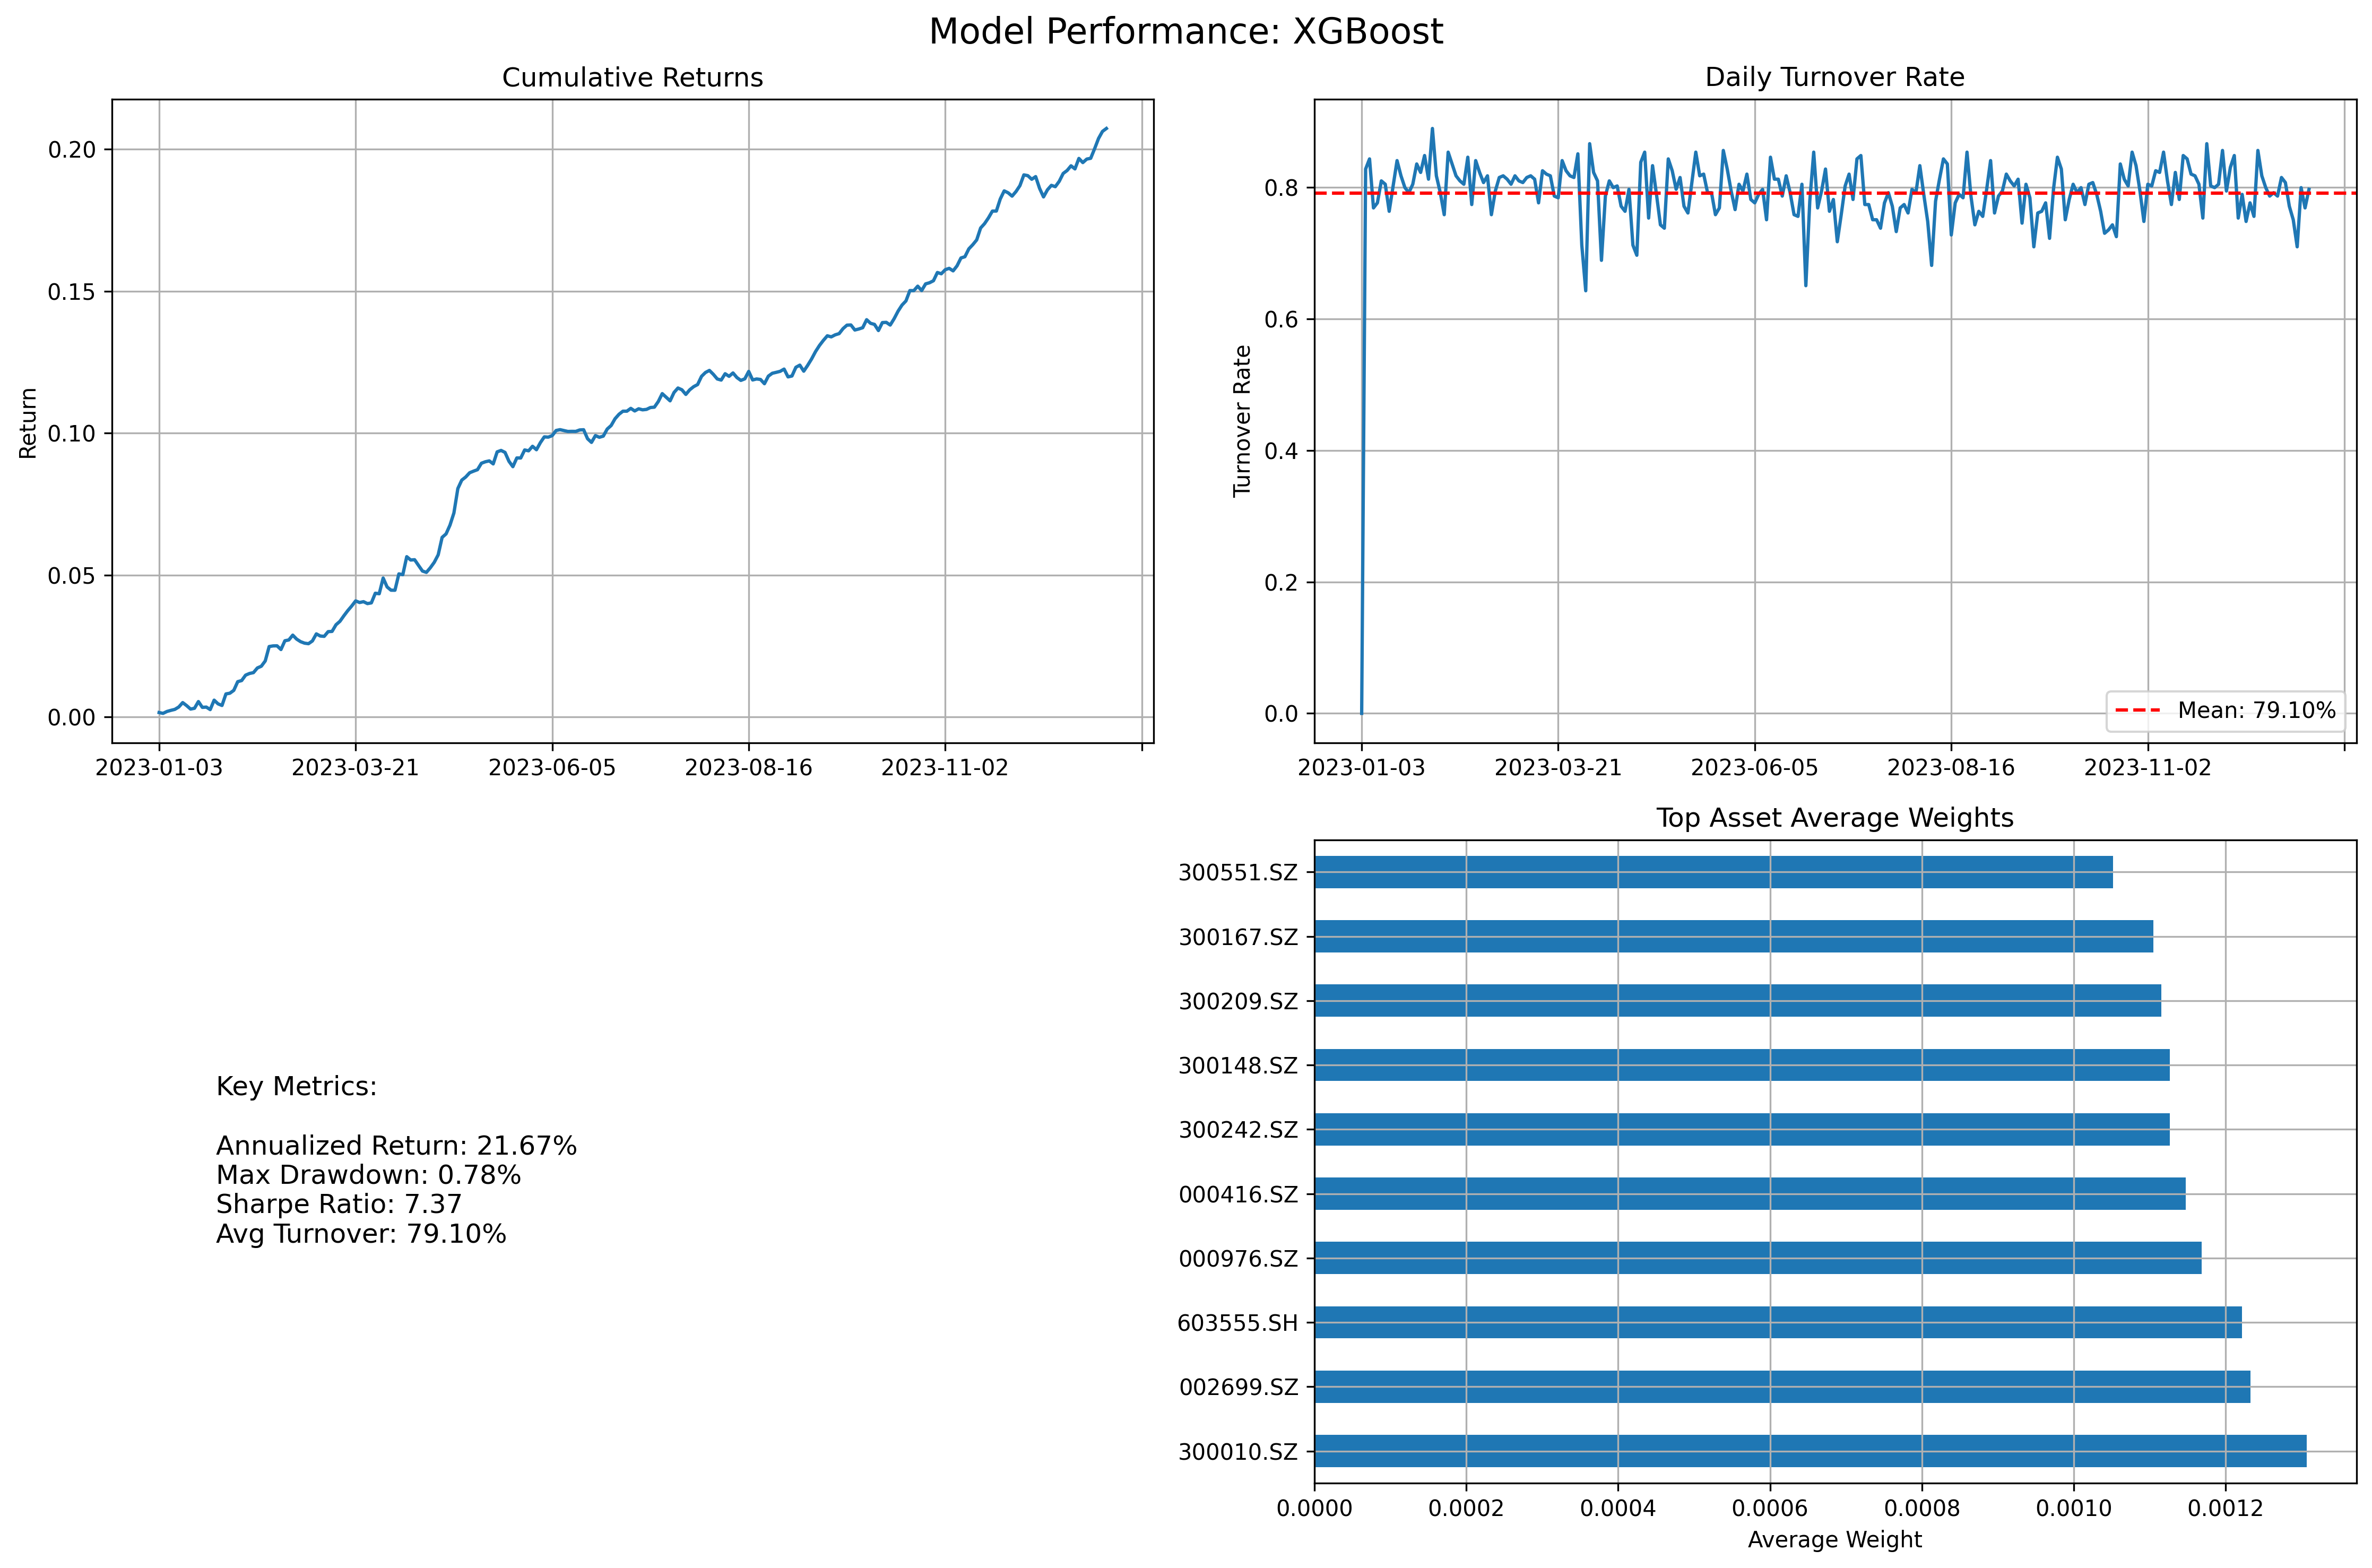 Model Performance: XGBoost
Cumulative Returns
Return
0.20
0.15
0.10
0.05
0.00
2023-01-03 2023-03-21 2023-06-05 2023-08-16 2023-11-02
Daily Turnover Rate
Turnover Rate
0.8
0.6
0.4
0.2
0.0
Mean: 79.10%
2023-01-03 2023-03-21 2023-06-05 2023-08-16 2023-11-02
Key Metrics:
Annualized Return: 21.67%
Max Drawdown: 0.78%
Sharpe Ratio: 7.37
Avg Turnover: 79.10%
Top Asset Average Weights
300551.SZ
300167.SZ
300209.SZ
300148.SZ
300242.SZ
000416.SZ
000976.SZ
603555.SH
002699.SZ
300010.SZ
0.0000 0.0002 0.0004 0.0006 0.0008 0.0010 0.0012
Average Weight